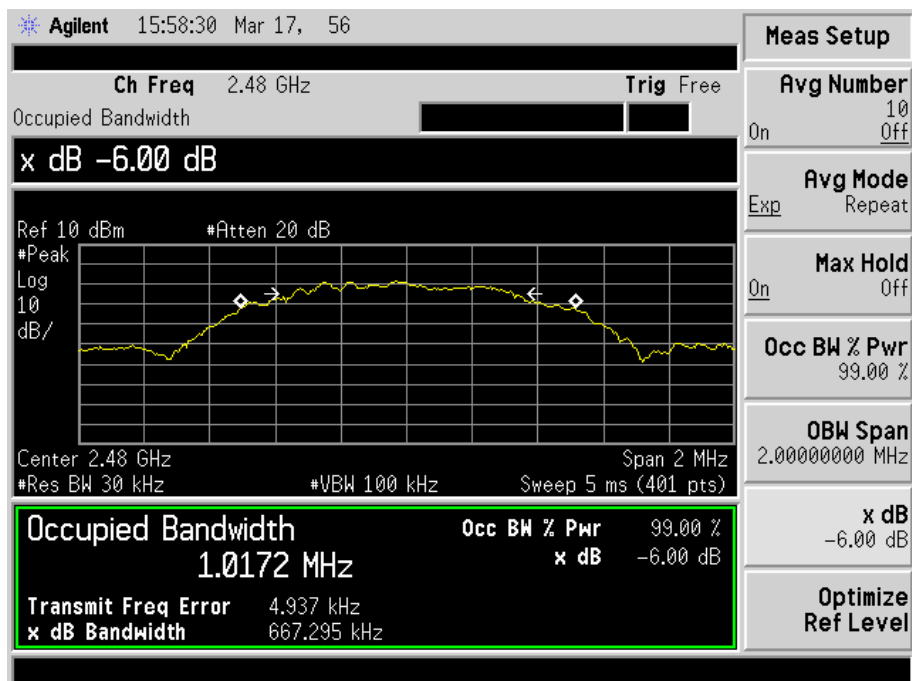 Agilent 15:58:30 Mar 17, 56
Ch Freq 2.48 GHz Trig Free
Occupied Bandwidth
x dB -6.00 dB
Ref 10 dBm #Atten 20 dB
#Peak
Log
10
dB/
Center 2.48 GHz Span 2 MHz
#Res BW 30 kHz #VBW 100 kHz Sweep 5 ms (401 pts)
Occupied Bandwidth Occ BW % Pwr 99.00 %
1.0172 MHz x dB -6.00 dB
Transmit Freq Error 4.937 kHz
x dB Bandwidth 667.295 kHz
Meas Setup
Avg Number
10
On Off
Avg Mode
Exp Repeat
Max Hold
On Off
Occ BW % Pwr
99.00 %
OBW Span
2.00000000 MHz
x dB
-6.00 dB
Optimize
Ref Level